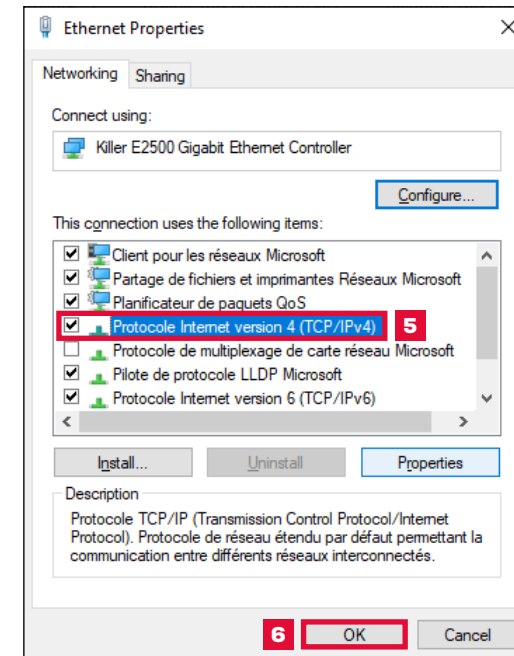 Ethernet Properties
Networking
Sharing
Connect using:
Killer E2500 Gigabit Ethernet Controller
Configure...
This connection uses the following items:
Client pour les réseaux Microsoft
Partage de fichiers et imprimantes Réseaux Microsoft
Planificateur de paquets QoS
Protocole Internet version 4 (TCP/IPv4)
5
Protocole de multiplexage de carte réseau Microsoft
Pilote de protocole LLDP Microsoft
Protocole Internet version 6 (TCP/IPv6)
Install...
Uninstall
Properties
Description
Protocole TCP/IP (Transmission Control Protocol/Internet
Protocol). Protocole de réseau étendu par défaut permettant la
communication entre différents réseaux interconnectés.
6
OK
Cancel